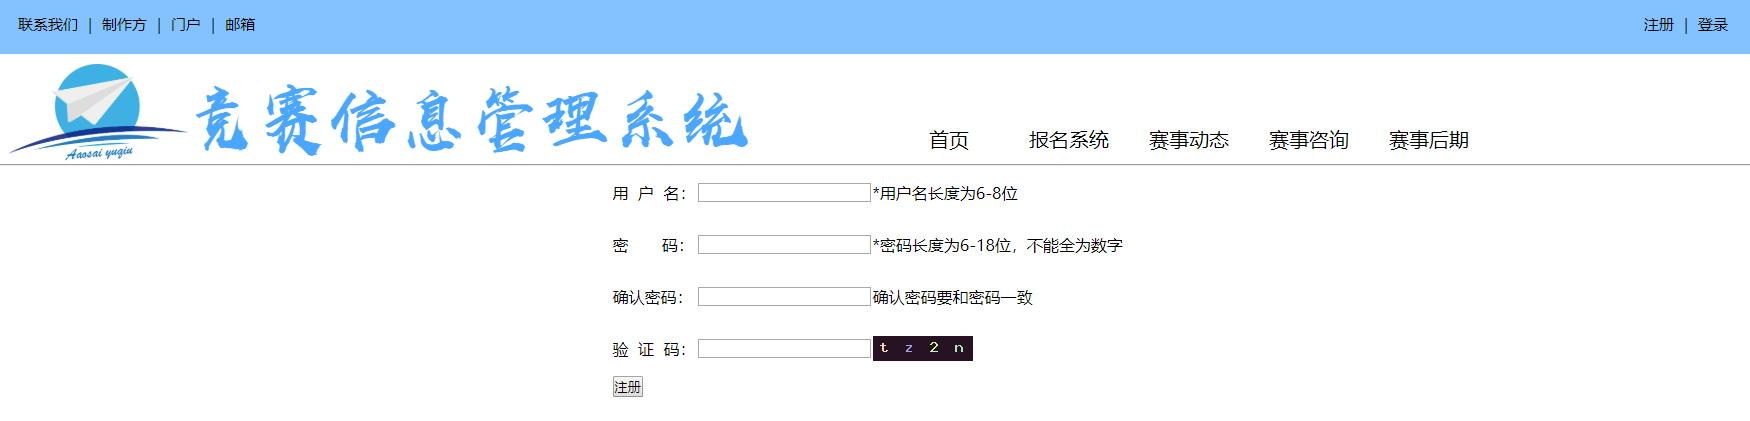 联系我们 | 制作方 | 门户 | 邮箱 注册 | 登录
竞赛信息管理系统
Aaosai yuqiu
首页 报名系统 赛事动态 赛事咨询 赛事后期
用 户 名： *用户名长度为6-8位
密 码： *密码长度为6-18位，不能全为数字
确认密码： 确认密码要和密码一致
验 证 码： t z 2 n
注册